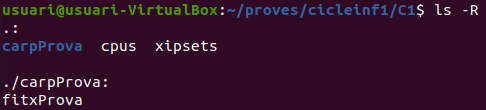 usuari@usuari-VirtualBox:~/proves/cicleinf1/C1$ ls -R
.:
carpProva  cpus  xipsets

./carpProva:
fitxProva